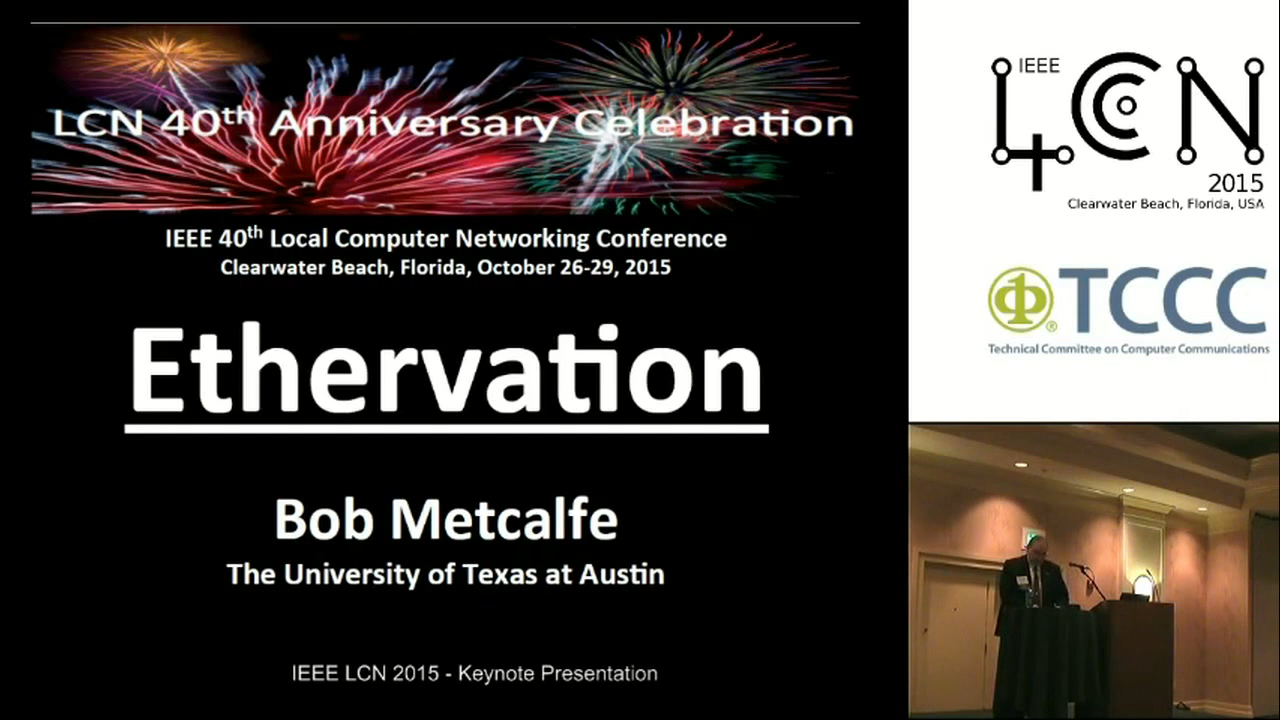 LCN 40th Anniversary Celebration
IEEE 40th Local Computer Networking Conference
Clearwater Beach, Florida, October 26-29, 2015
Ethervation
Bob Metcalfe
The University of Texas at Austin
IEEE LCN 2015 - Keynote Presentation
IEEE
LCN
2015
Clearwater Beach, Florida, USA
TCCC
®
Technical Committee on Computer Communications